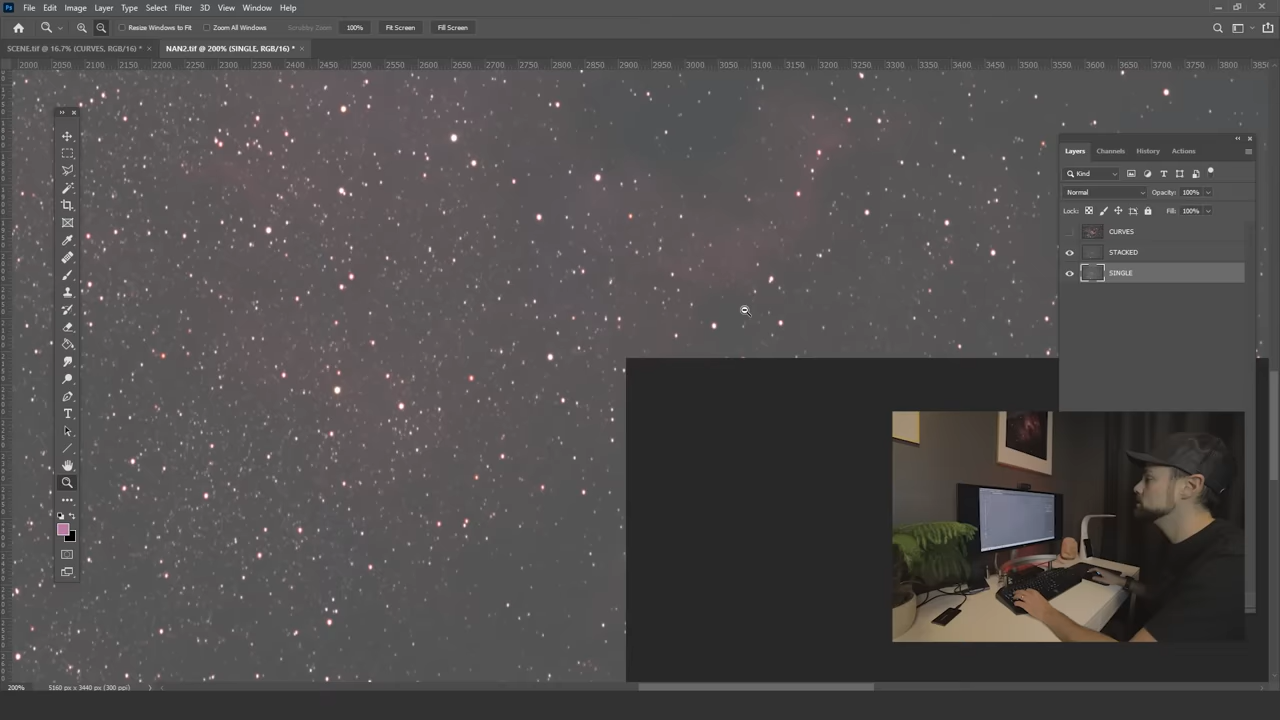 Ps File Edit Image Layer Type Select Filter 3D View Window Help
Resize Windows to Fit Zoom All Windows Scrubby Zoom 100% Fit Screen Fill Screen
SCENE.tif @ 16.7% (CURVES, RGB/16) * × NAN2.tif @ 200% (SINGLE, RGB/16) * ×
2000 2050 2100 2150 2200 2250 2300 2350 2400 2450 2500 2550 2600 2650 2700 2750 2800 2850 2900 2950 3000 3050 3100 3150 3200 3250 3300 3350 3400 3450 3500 3550 3600 3650 3700 3750 3800 3850
Layers Channels History Actions
Kind
Normal Opacity: 100%
Lock: Fill: 100%
CURVES
STACKED
SINGLE
200% 5160 px x 3440 px (300 ppi)